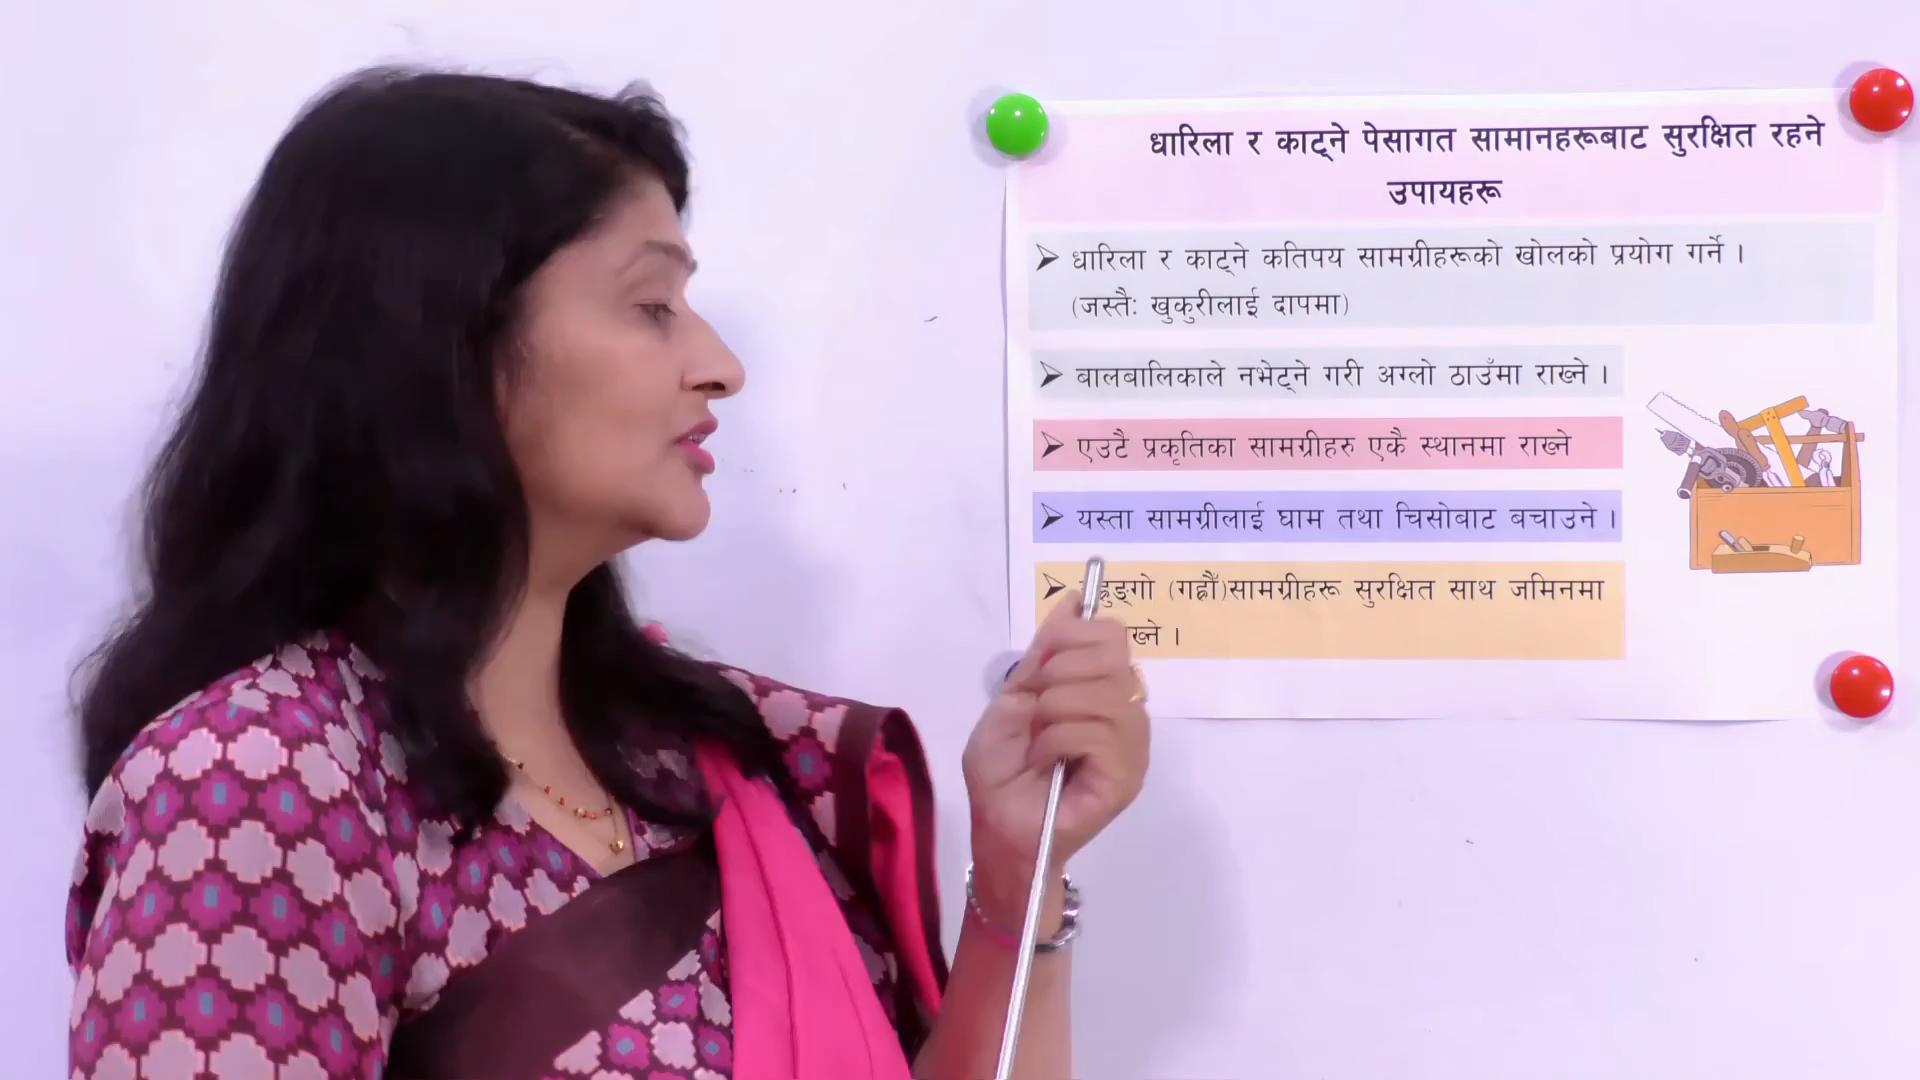 धारिला र काट्ने पेसागत सामानहरूबाट सुरक्षित रहने
उपायहरू
धारिला र काट्ने कतिपय सामग्रीहरूको खोलको प्रयोग गर्ने ।
(जस्तैः खुकुरीलाई दापमा)
बालबालिकाले नभेट्ने गरी अग्लो ठाउँमा राख्ने ।
एउटै प्रकृतिका सामग्रीहरु एकै स्थानमा राख्ने
यस्ता सामग्रीलाई घाम तथा चिसोबाट बचाउने ।
(गह्रौँ)सामग्रीहरू सुरक्षित साथ जमिनमा